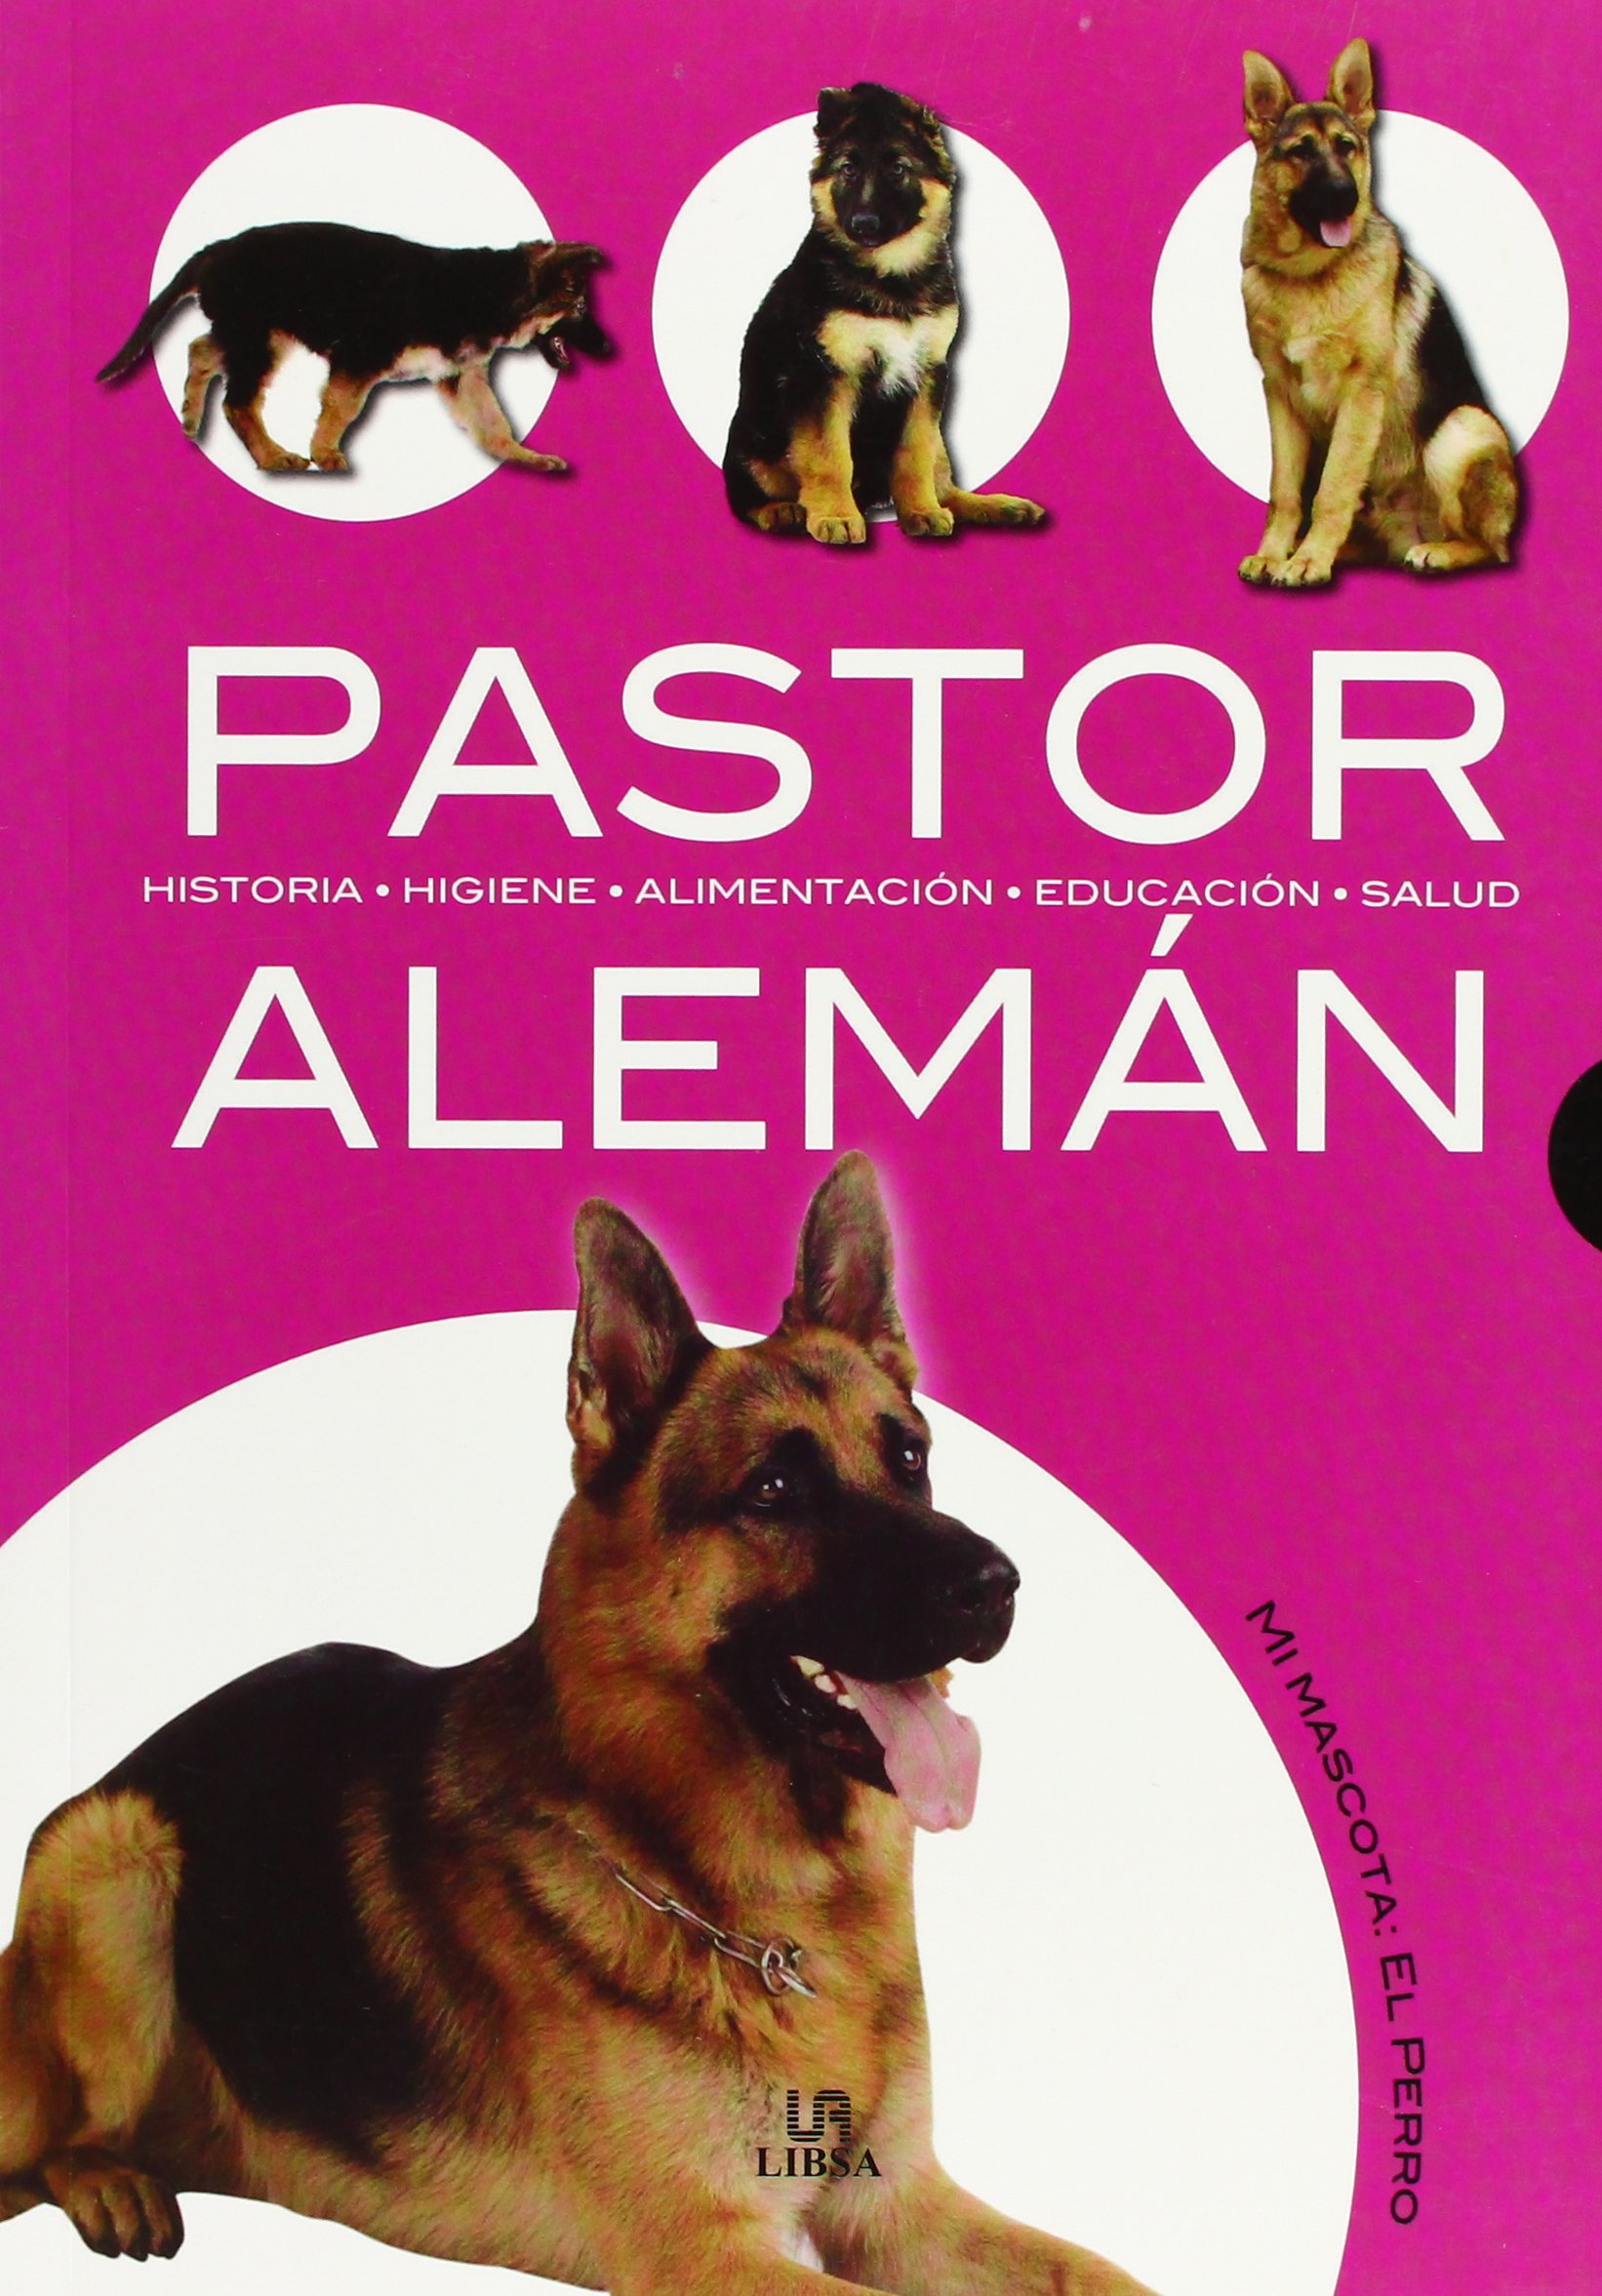 PASTOR
HISTORIA • HIGIENE • ALIMENTACIÓN • EDUCACIÓN • SALUD
ALEMÁN
MI MASCOTA: EL PERRO
LIBSA